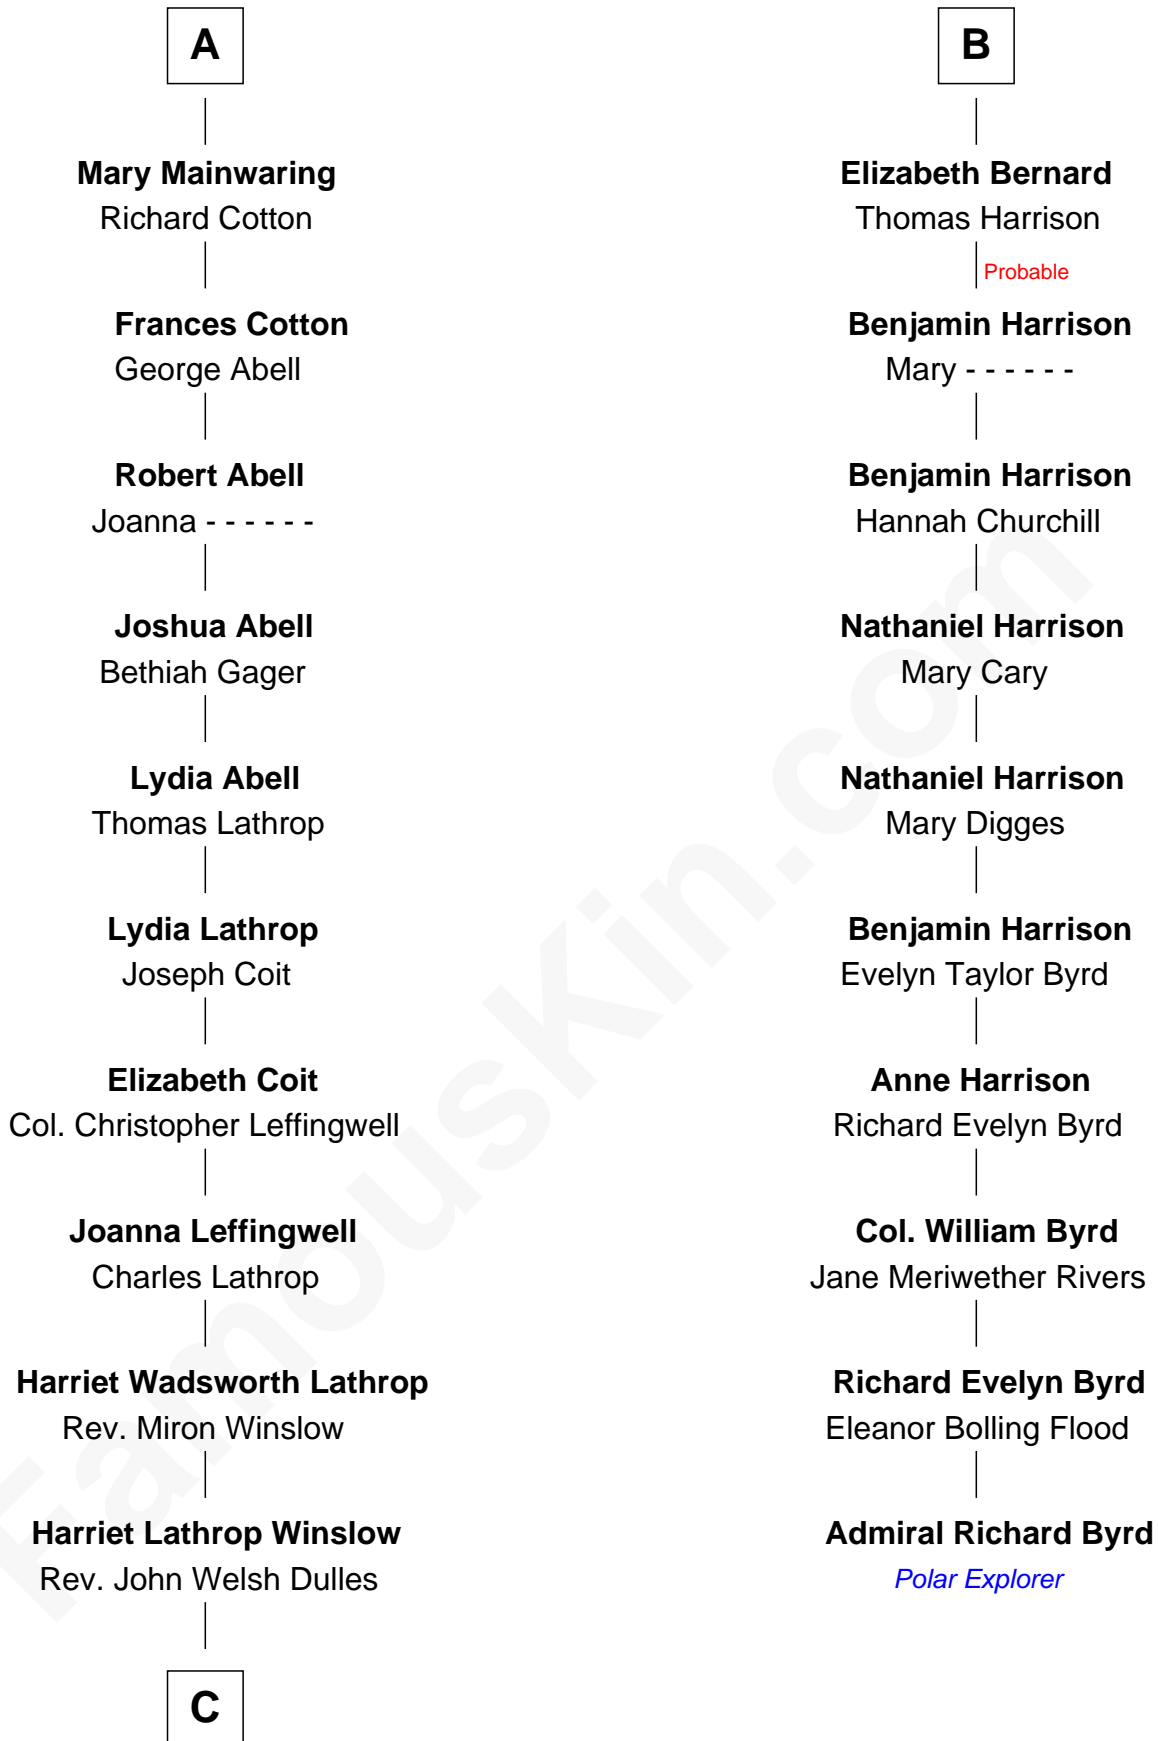 A
Mary Mainwaring
Richard Cotton
Frances Cotton
George Abell
Robert Abell
Joanna - - - - - -
Joshua Abell
Bethiah Gager
Lydia Abell
Thomas Lathrop
Lydia Lathrop
Joseph Coit
Elizabeth Coit
Col. Christopher Leffingwell
Joanna Leffingwell
Charles Lathrop
Harriet Wadsworth Lathrop
Rev. Miron Winslow
Harriet Lathrop Winslow
Rev. John Welsh Dulles
C
B
Elizabeth Bernard
Thomas Harrison
Probable
Benjamin Harrison
Mary - - - - - -
Benjamin Harrison
Hannah Churchill
Nathaniel Harrison
Mary Cary
Nathaniel Harrison
Mary Digges
Benjamin Harrison
Evelyn Taylor Byrd
Anne Harrison
Richard Evelyn Byrd
Col. William Byrd
Jane Meriwether Rivers
Richard Evelyn Byrd
Eleanor Bolling Flood
Admiral Richard Byrd
Polar Explorer
FamousKin.com